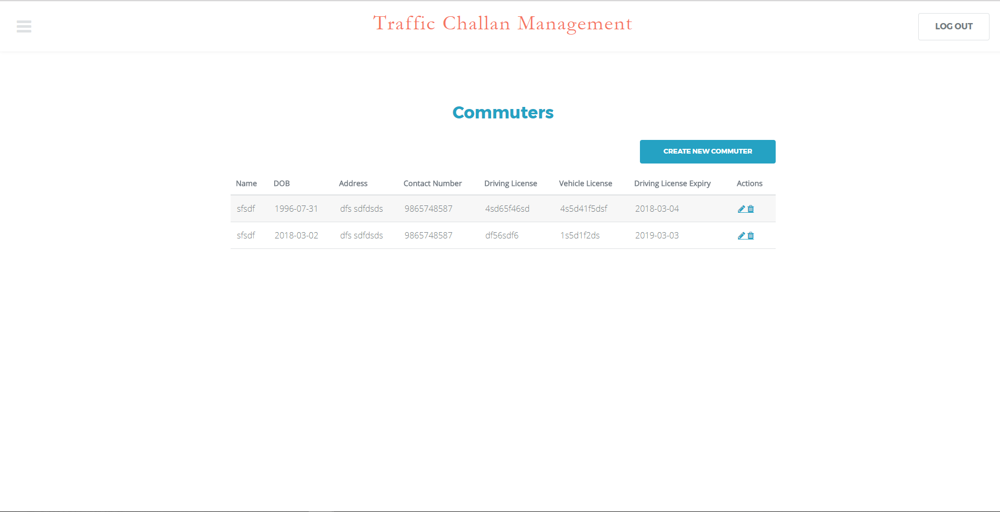 Traffic Challan Management
LOG OUT
Commuters
CREATE NEW COMMUTER
Name DOB Address Contact Number Driving License Vehicle License Driving License Expiry Actions
sfsdf 1996-07-31 dfs sdfdsds 9865748587 4sd65f46sd 4s5d41f5dsf 2018-03-04
sfsdf 2018-03-02 dfs sdfdsds 9865748587 df56sdf6 1s5d1f2ds 2019-03-03